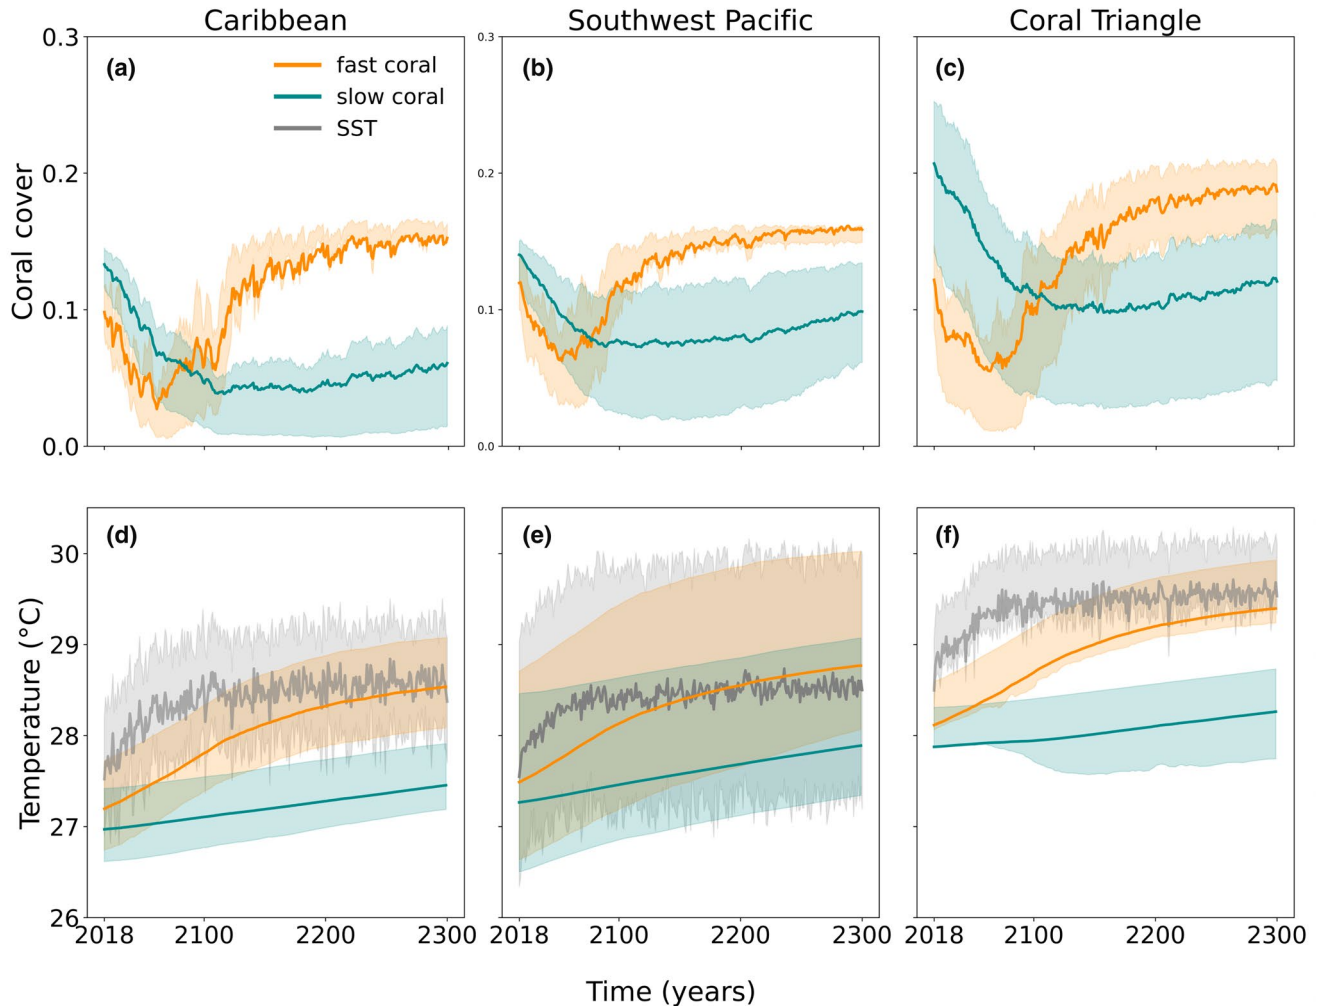 Caribbean
Southwest Pacific
Coral Triangle
0.3
0.2
0.1
0.0
Coral cover
(a)
fast coral
slow coral
SST
0.3
0.2
0.1
0.0
(b)
(c)
30
29
28
27
26
Temperature (°C)
(d)
(e)
(f)
2018 2100 2200 2300
2018 2100 2200 2300
2018 2100 2200 2300
Time (years)